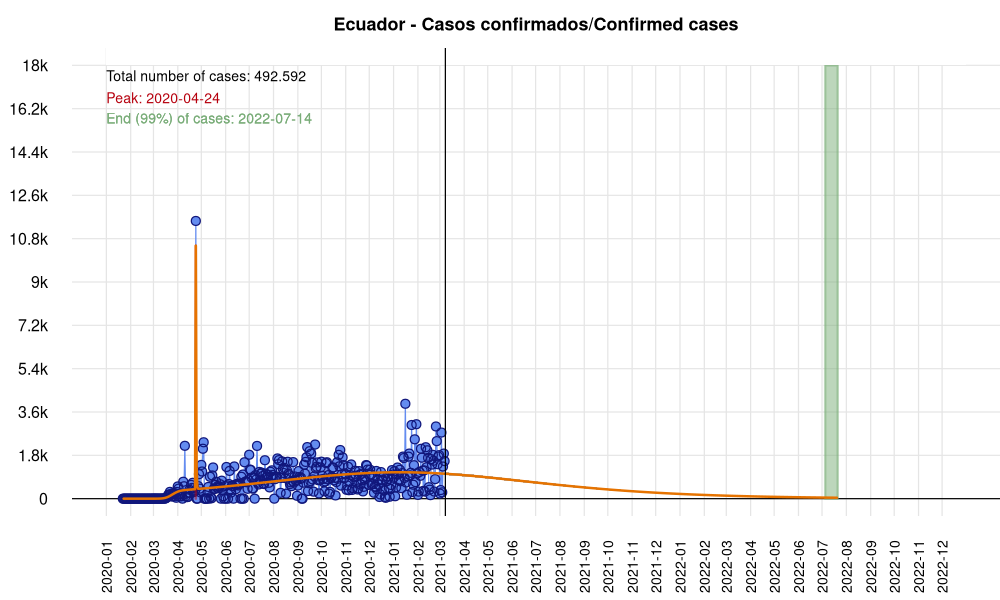 Ecuador - Casos confirmados/Confirmed cases
Total number of cases: 492.592
Peak: 2020-04-24
End (99%) of cases: 2022-07-14
18k
16.2k
14.4k
12.6k
10.8k
9k
7.2k
5.4k
3.6k
1.8k
0
2020-01
2020-02
2020-03
2020-04
2020-05
2020-06
2020-07
2020-08
2020-09
2020-10
2020-11
2020-12
2021-01
2021-02
2021-03
2021-04
2021-05
2021-06
2021-07
2021-08
2021-09
2021-10
2021-11
2021-12
2022-01
2022-02
2022-03
2022-04
2022-05
2022-06
2022-07
2022-08
2022-09
2022-10
2022-11
2022-12